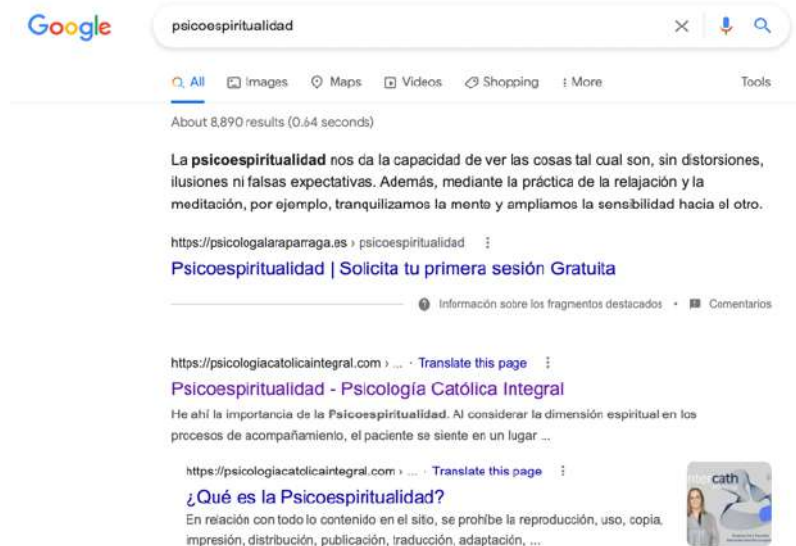 Google
psicoespiritualidad
All Images Maps Videos Shopping More Tools
About 8,890 results (0.64 seconds)
La psicoespiritualidad nos da la capacidad de ver las cosas tal cual son, sin distorsiones,
ilusiones ni falsas expectativas. Además, mediante la práctica de la relajación y la
meditación, por ejemplo, tranquilizamos la mente y ampliamos la sensibilidad hacia el otro.
https://psicologalaraparraga.es › psicoespiritualidad
Psicoespiritualidad | Solicita tu primera sesión Gratuita
Información sobre los fragmentos destacados • Comentarios
https://psicologiacatolicaintegral.com › ... · Translate this page
Psicoespiritualidad - Psicología Católica Integral
He ahí la importancia de la Psicoespiritualidad. Al considerar la dimensión espiritual en los
procesos de acompañamiento, el paciente se siente en un lugar ...
https://psicologiacatolicaintegral.com › ... · Translate this page
¿Qué es la Psicoespiritualidad?
En relación con todo lo contenido en el sitio, se prohíbe la reproducción, uso, copia,
impresión, distribución, publicación, traducción, adaptación, ...
cath